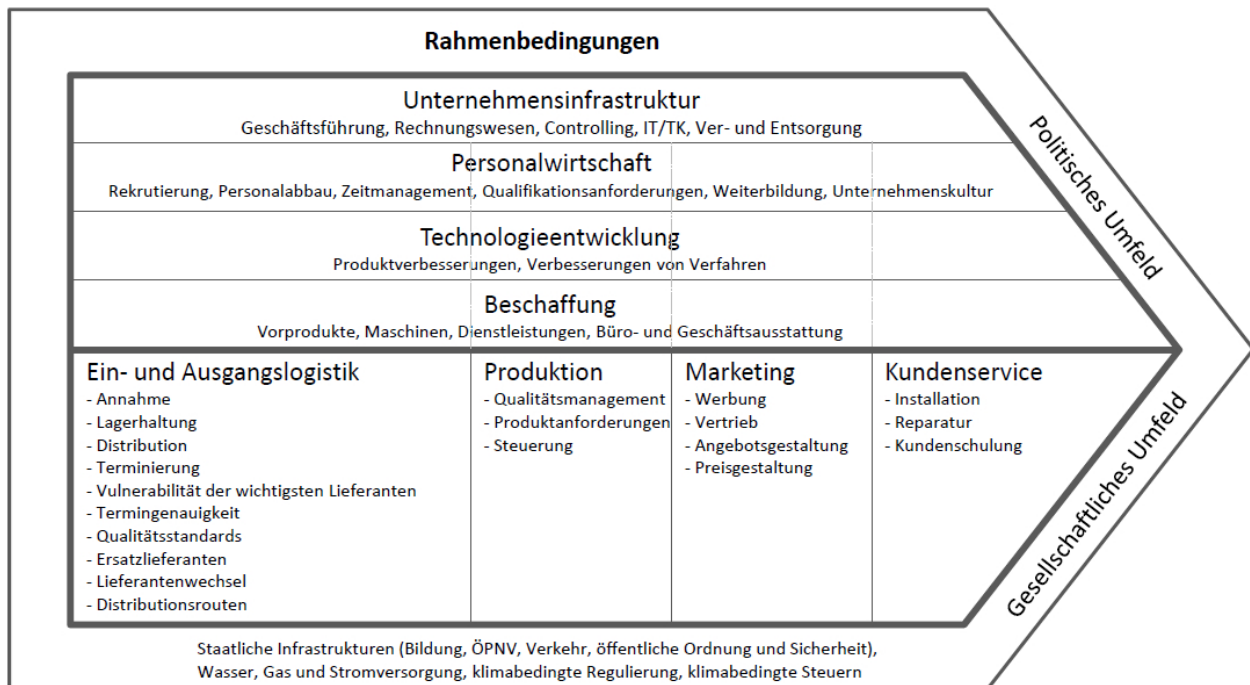 Rahmenbedingungen
Unternehmensinfrastruktur
Geschäftsführung, Rechnungswesen, Controlling, IT/TK, Ver- und Entsorgung
Personalwirtschaft
Rekrutierung, Personalabbau, Zeitmanagement, Qualifikationsanforderungen, Weiterbildung, Unternehmenskultur
Technologieentwicklung
Produktverbesserungen, Verbesserungen von Verfahren
Beschaffung
Vorprodukte, Maschinen, Dienstleistungen, Büro- und Geschäftsausstattung
Ein- und Ausgangslogistik
- Annahme
- Lagerhaltung
- Distribution
- Terminierung
- Vulnerabilität der wichtigsten Lieferanten
- Termingenauigkeit
- Qualitätsstandards
- Ersatzlieferanten
- Lieferantenwechsel
- Distributionsrouten
Produktion
- Qualitätsmanagement
- Produktanforderungen
- Steuerung
Marketing
- Werbung
- Vertrieb
- Angebotsgestaltung
- Preisgestaltung
Kundenservice
- Installation
- Reparatur
- Kundenschulung
Politisches Umfeld
Gesellschaftliches Umfeld
Staatliche Infrastrukturen (Bildung, ÖPNV, Verkehr, öffentliche Ordnung und Sicherheit),
Wasser, Gas und Stromversorgung, klimabedingte Regulierung, klimabedingte Steuern